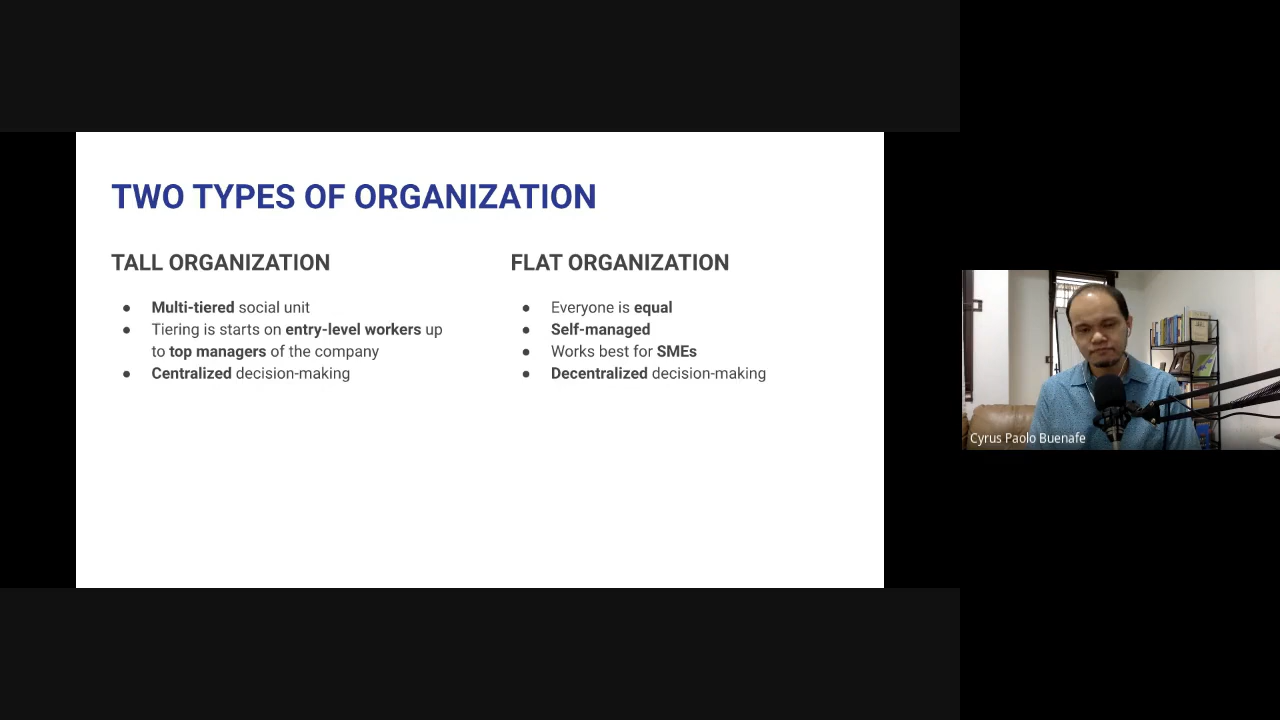 TWO TYPES OF ORGANIZATION
TALL ORGANIZATION
● Multi-tiered social unit
● Tiering is starts on entry-level workers up
to top managers of the company
● Centralized decision-making
FLAT ORGANIZATION
● Everyone is equal
● Self-managed
● Works best for SMEs
● Decentralized decision-making
Cyrus Paolo Buenafe